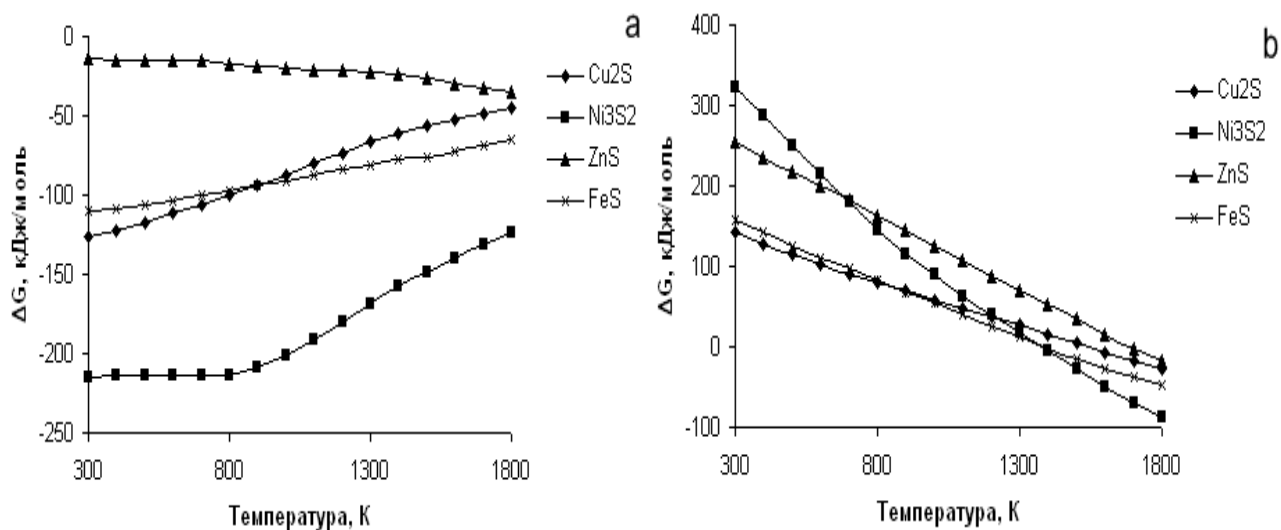 a
0
-50
-100
-150
-200
-250
ΔG, кДж/моль
300 800 1300 1800
Температура, К
Cu2S
Ni3S2
ZnS
FeS
b
400
300
200
100
0
-100
ΔG, кДж/моль
300 800 1300 1800
Температура, К
Cu2S
Ni3S2
ZnS
FeS